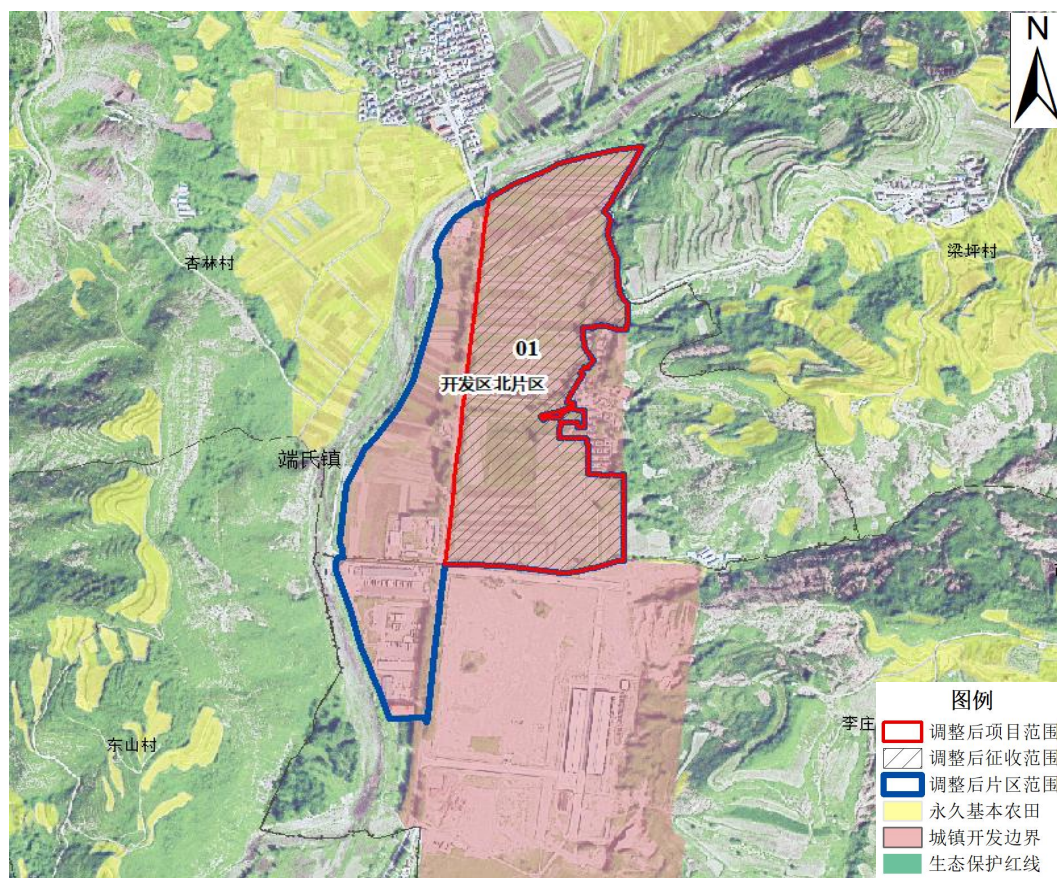 N
杏林村
梁坪村
01
开发区北片区
端氏镇
东山村
李庄
图例
调整后项目范围
调整后征收范围
调整后片区范围
永久基本农田
城镇开发边界
生态保护红线